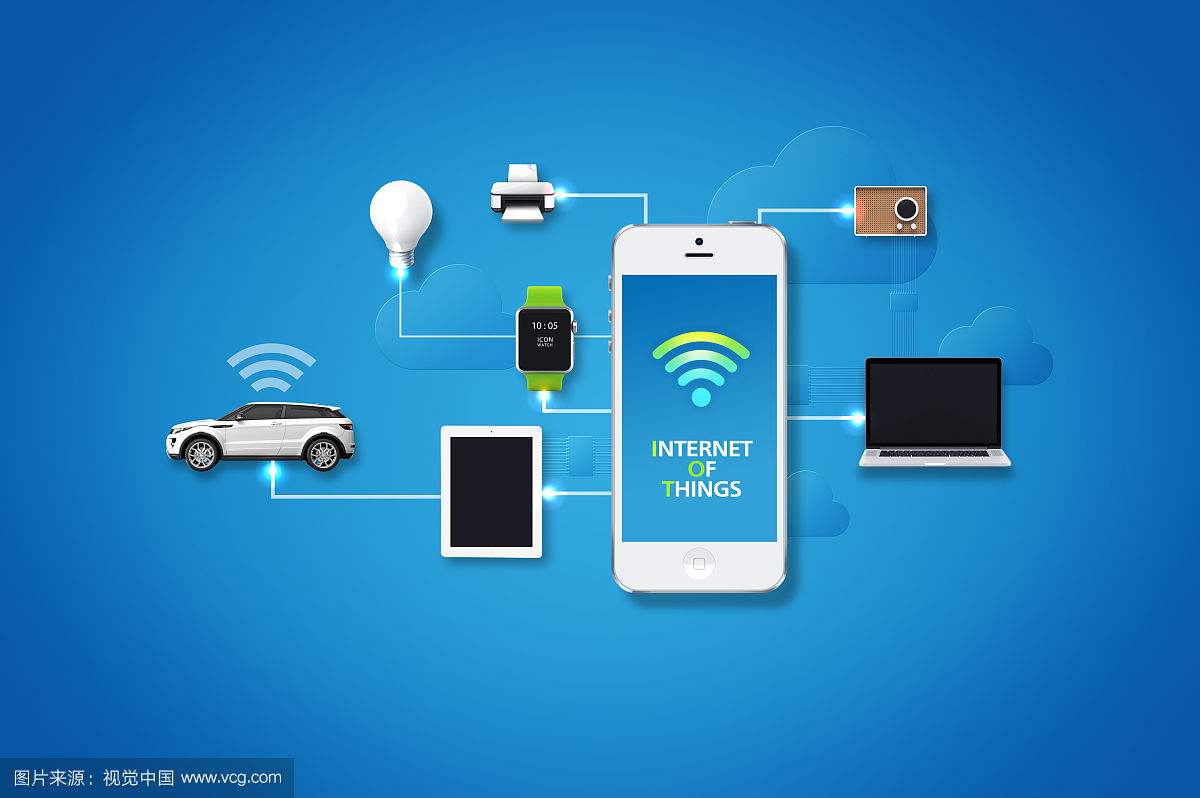 10:05
ICON
WATCH
INTERNET
OF
THINGS
图片来源：视觉中国 www.vcg.com